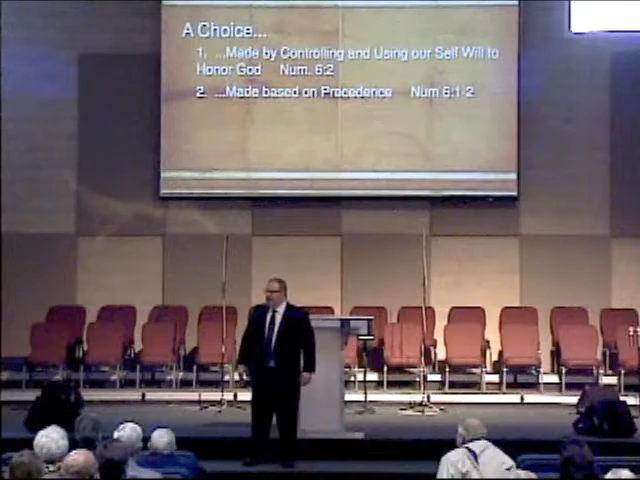 A Choice...
1. ...Made by Controlling and Using our Self Will to
Honor God Num. 6:2
2. ...Made based on Precedence Num 6:1-2